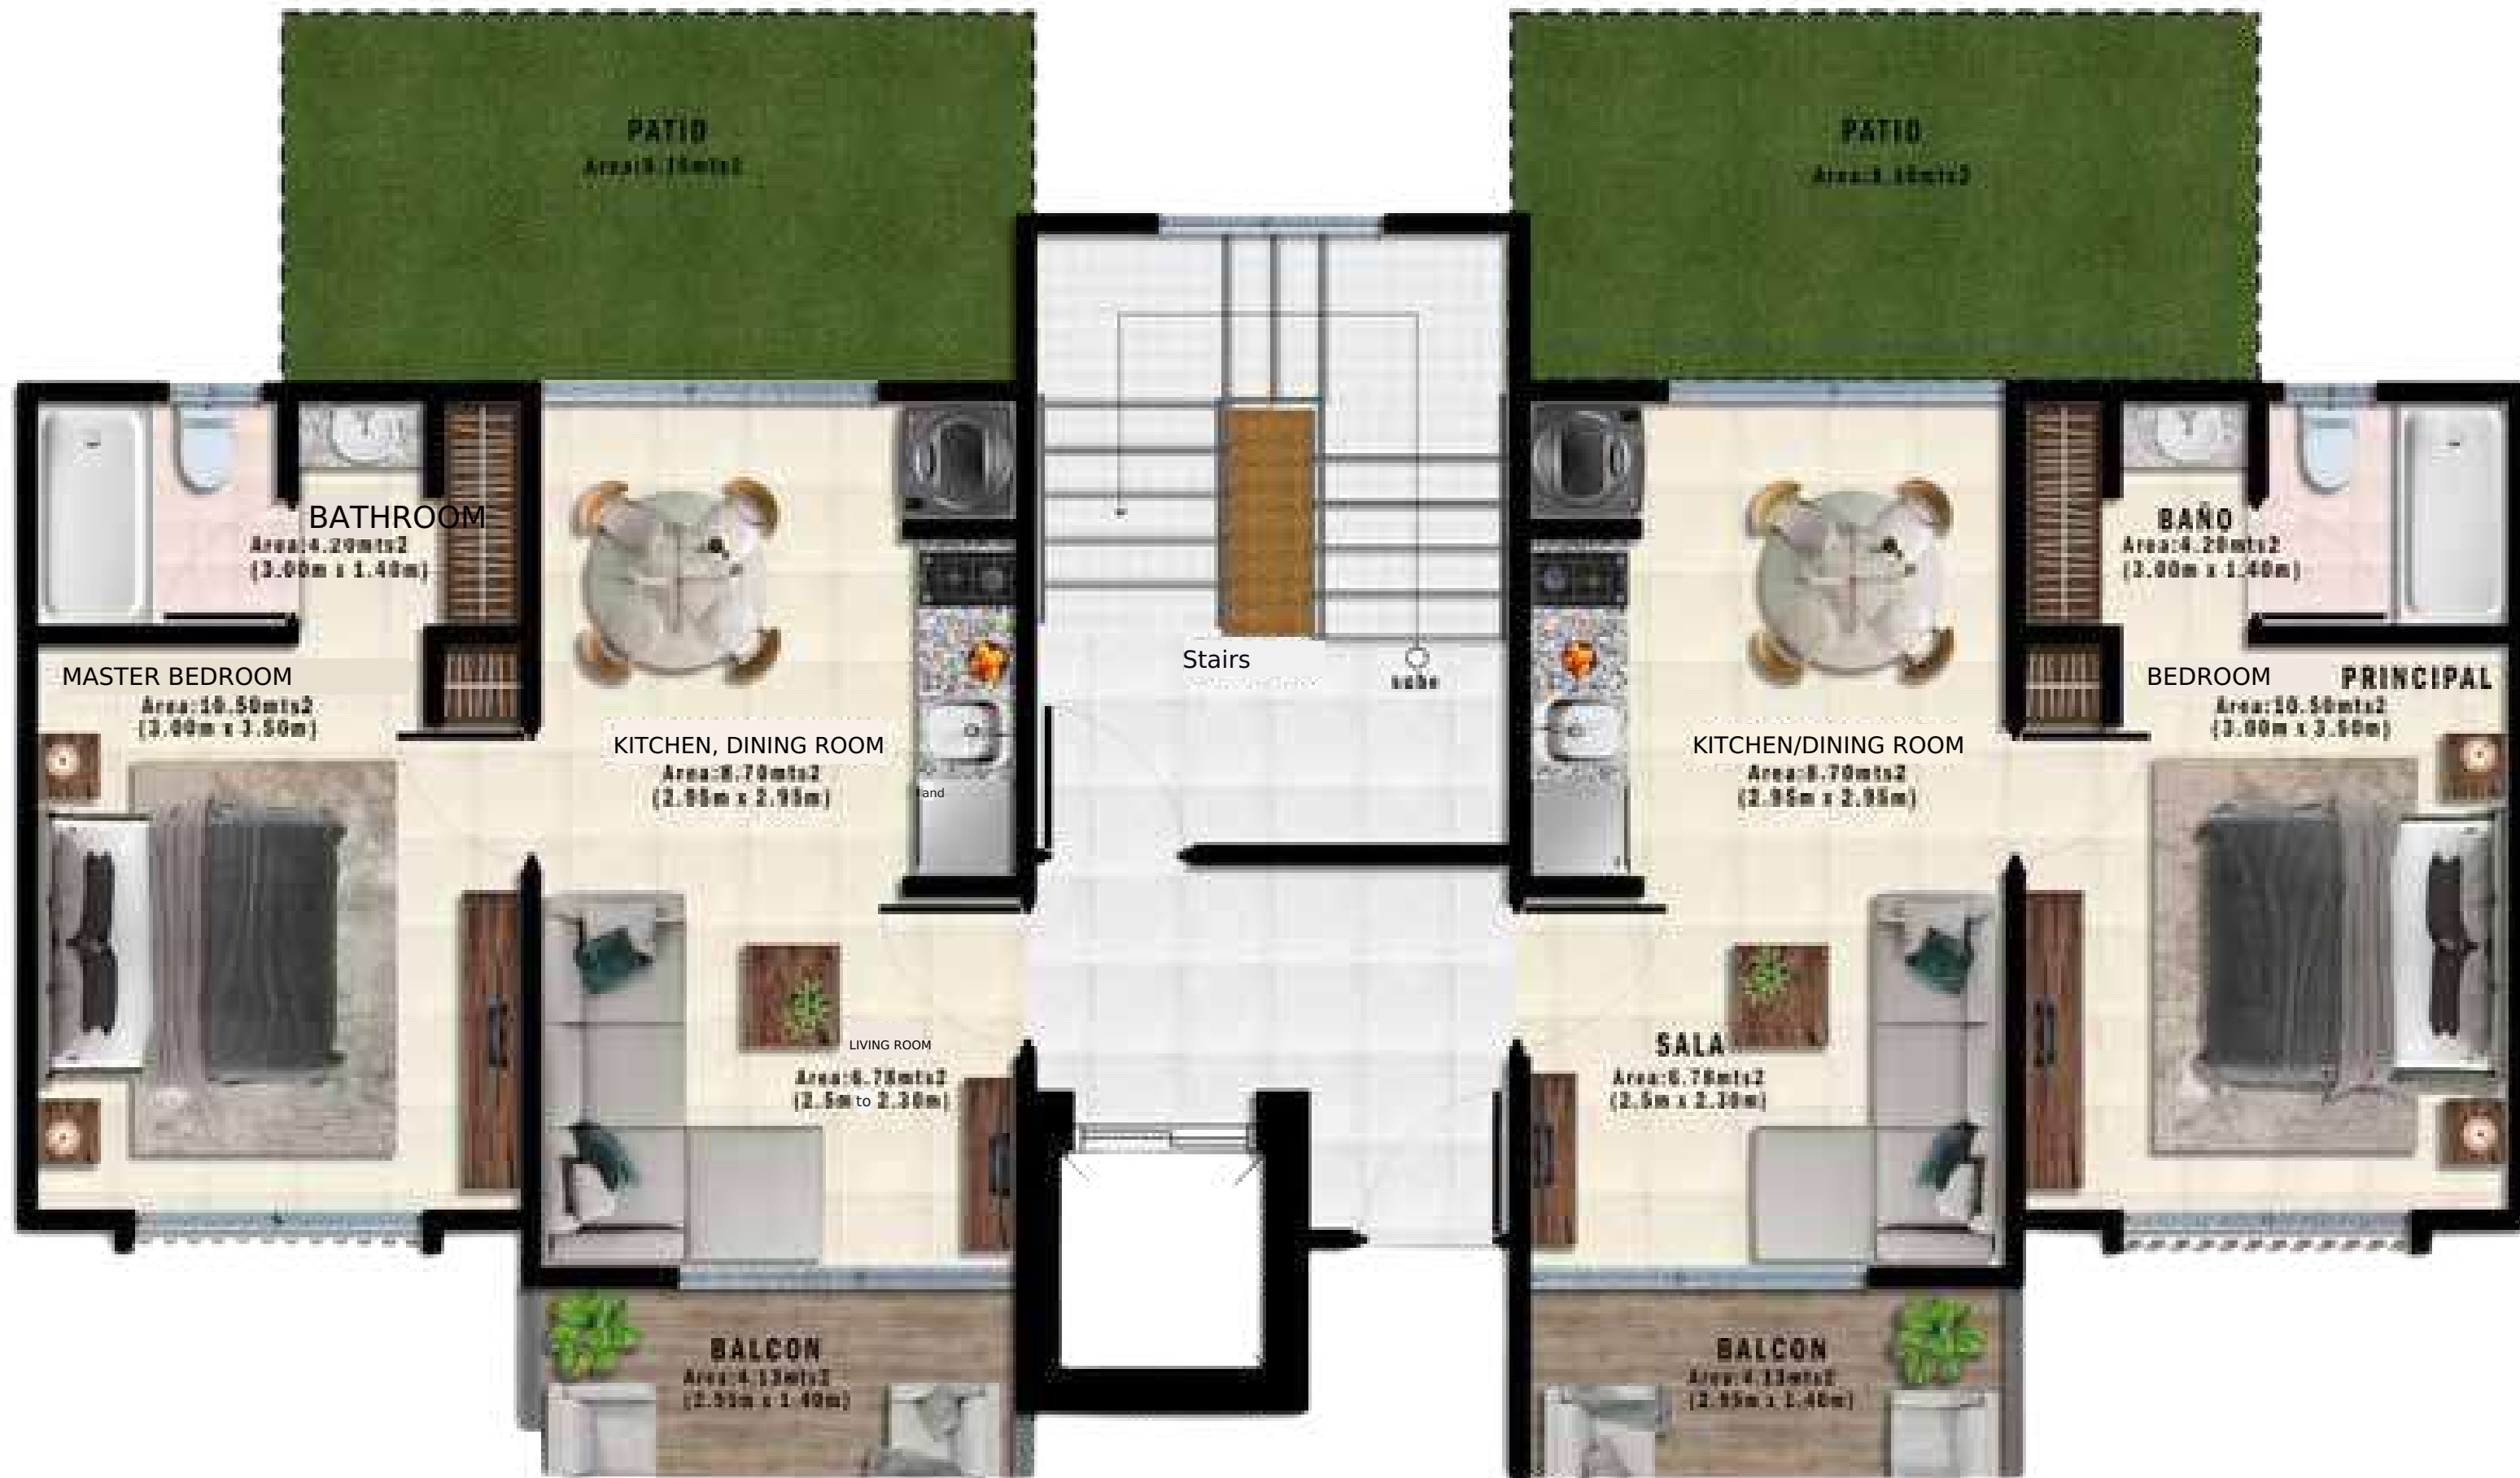 PATIO
PATIO
BATHROOM
Area:4.20mts2
(3.00m x 1.40m)
BAÑO
Area:4.20mts2
(3.00m x 1.40m)
Stairs
sube
MASTER BEDROOM
Area:10.50mts2
(3.00m x 3.50m)
BEDROOM PRINCIPAL
Area:10.50mts2
(3.00m x 3.50m)
KITCHEN, DINING ROOM
Area:8.70mts2
(2.95m x 2.95m)
and
KITCHEN/DINING ROOM
Area:8.70mts2
(2.95m x 2.95m)
LIVING ROOM
Area:6.78mts2
(2.5m to 2.30m)
SALA
Area:6.78mts2
(2.5m x 2.30m)
BALCON
Area:4.13mts2
(2.95m x 1.40m)
BALCON
Area:4.13mts2
(2.95m x 1.40m)